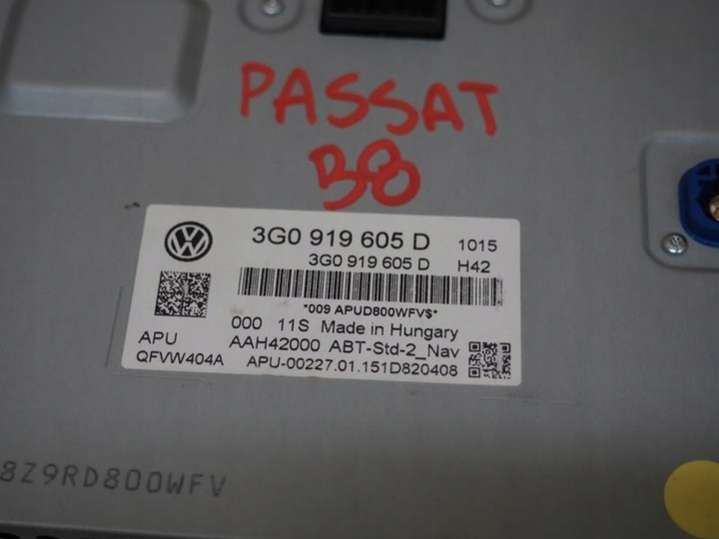 PASSAT
B8
3G0 919 605 D 1015
3G0 919 605 D H42
*009 APUD800WFV$*
000 11S Made in Hungary
APU AAH42000 ABT-Std-2_Nav
QFVW404A APU-00227.01.151D820408
8Z9RD800WFV